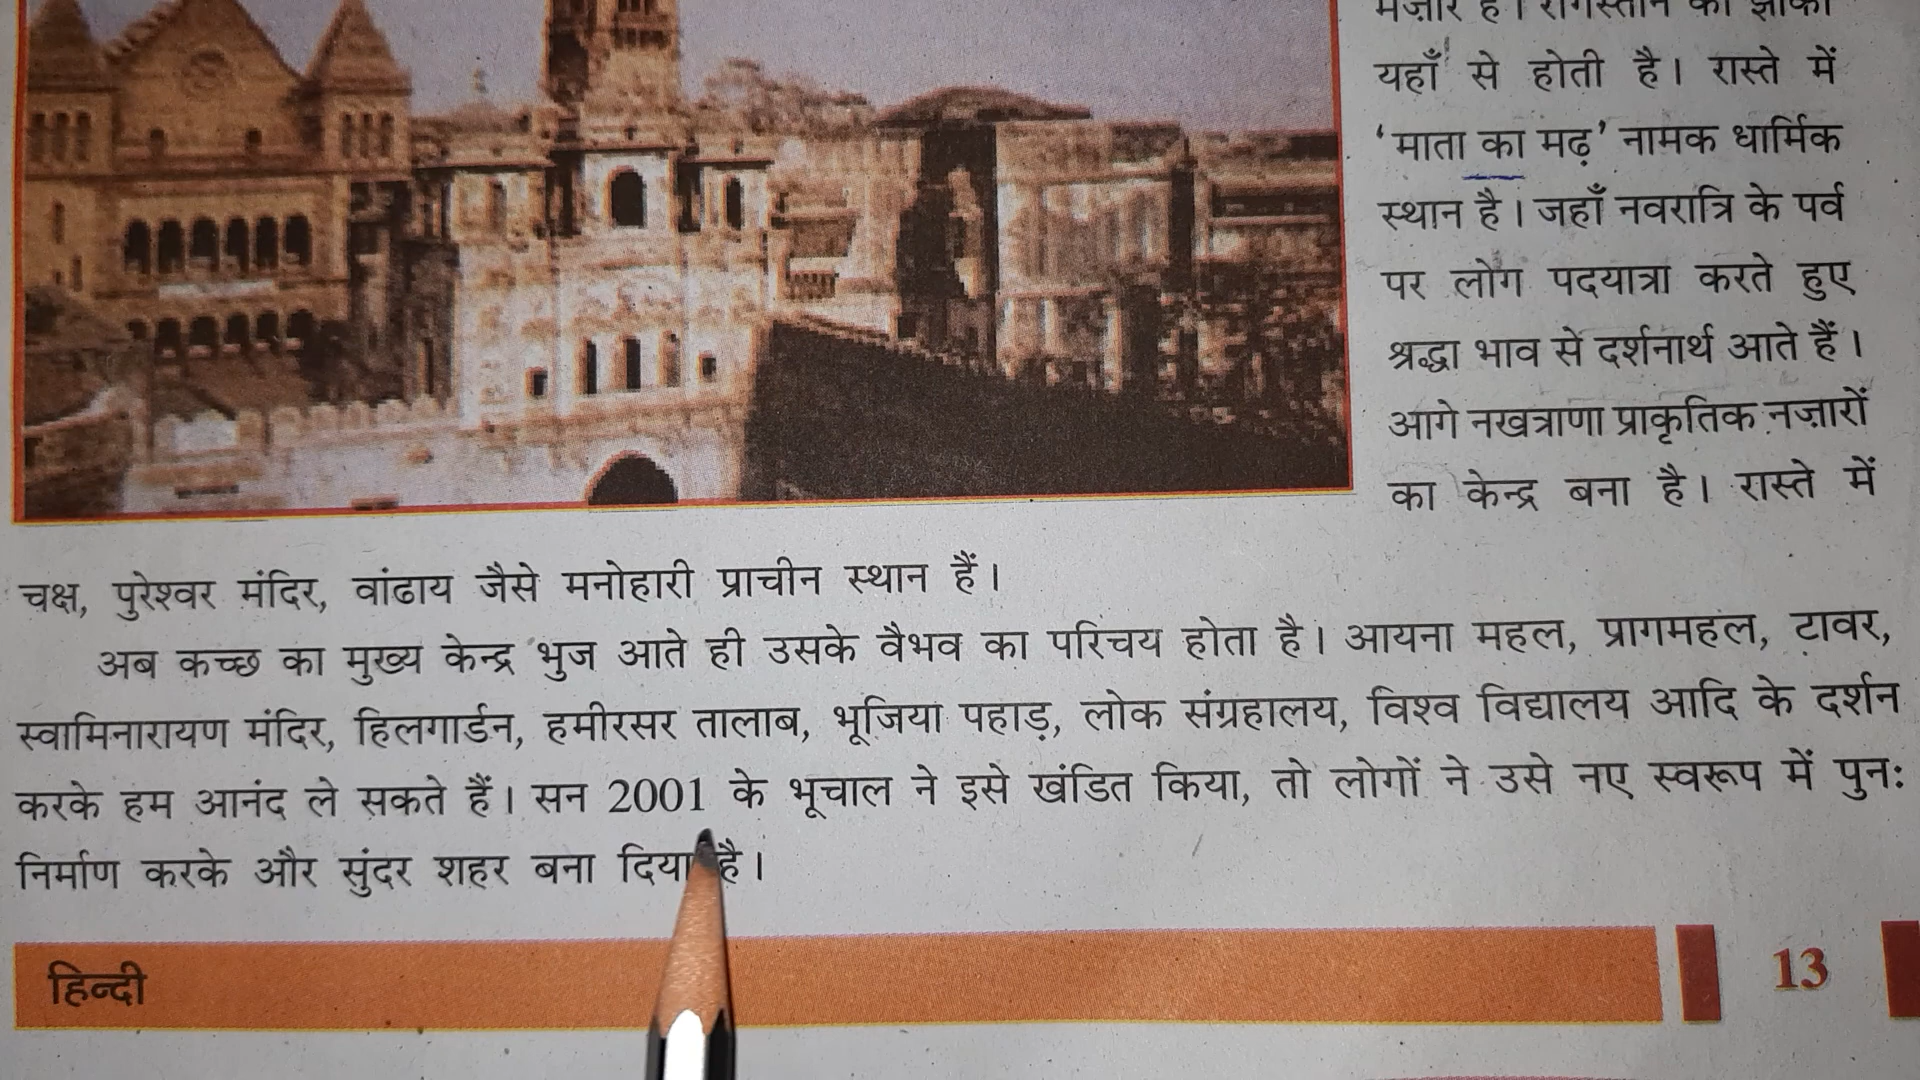 मज़ार है। रेगिस्तान की झाँकी
यहाँ से होती है। रास्ते में
‘माता का मढ़’ नामक धार्मिक
स्थान है। जहाँ नवरात्रि के पर्व
पर लोग पदयात्रा करते हुए
श्रद्धा भाव से दर्शनार्थ आते हैं।
आगे नखत्राणा प्राकृतिक नज़ारों
का केन्द्र बना है। रास्ते में
चक्ष, पुरेश्वर मंदिर, वांढाय जैसे मनोहारी प्राचीन स्थान हैं।
अब कच्छ का मुख्य केन्द्र भुज आते ही उसके वैभव का परिचय होता है। आयना महल, प्रागमहल, टावर,
स्वामिनारायण मंदिर, हिलगार्डन, हमीरसर तालाब, भूजिया पहाड़, लोक संग्रहालय, विश्व विद्यालय आदि के दर्शन
करके हम आनंद ले सकते हैं। सन 2001 के भूचाल ने इसे खंडित किया, तो लोगों ने उसे नए स्वरूप में पुनः
निर्माण करके और सुंदर शहर बना दिया है।
हिन्दी
13